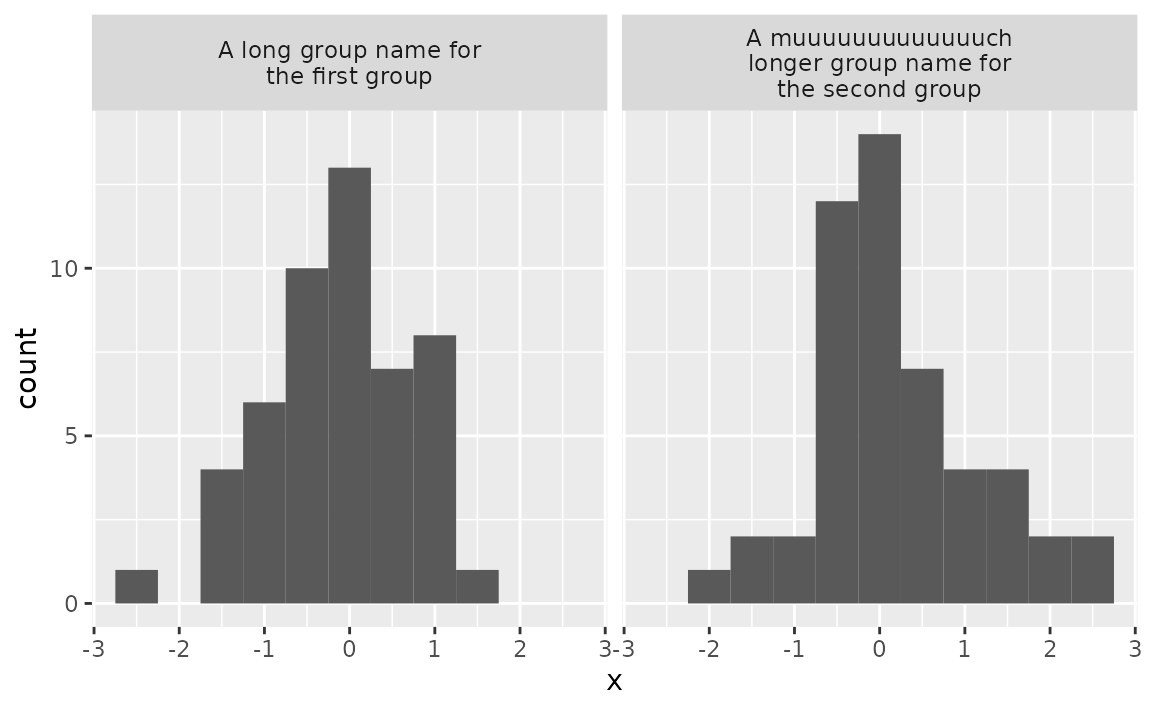 A long group name for
the first group
A muuuuuuuuuuuuuch
longer group name for
the second group
count
10
5
0
-3 -2 -1 0 1 2 3
-3 -2 -1 0 1 2 3
x